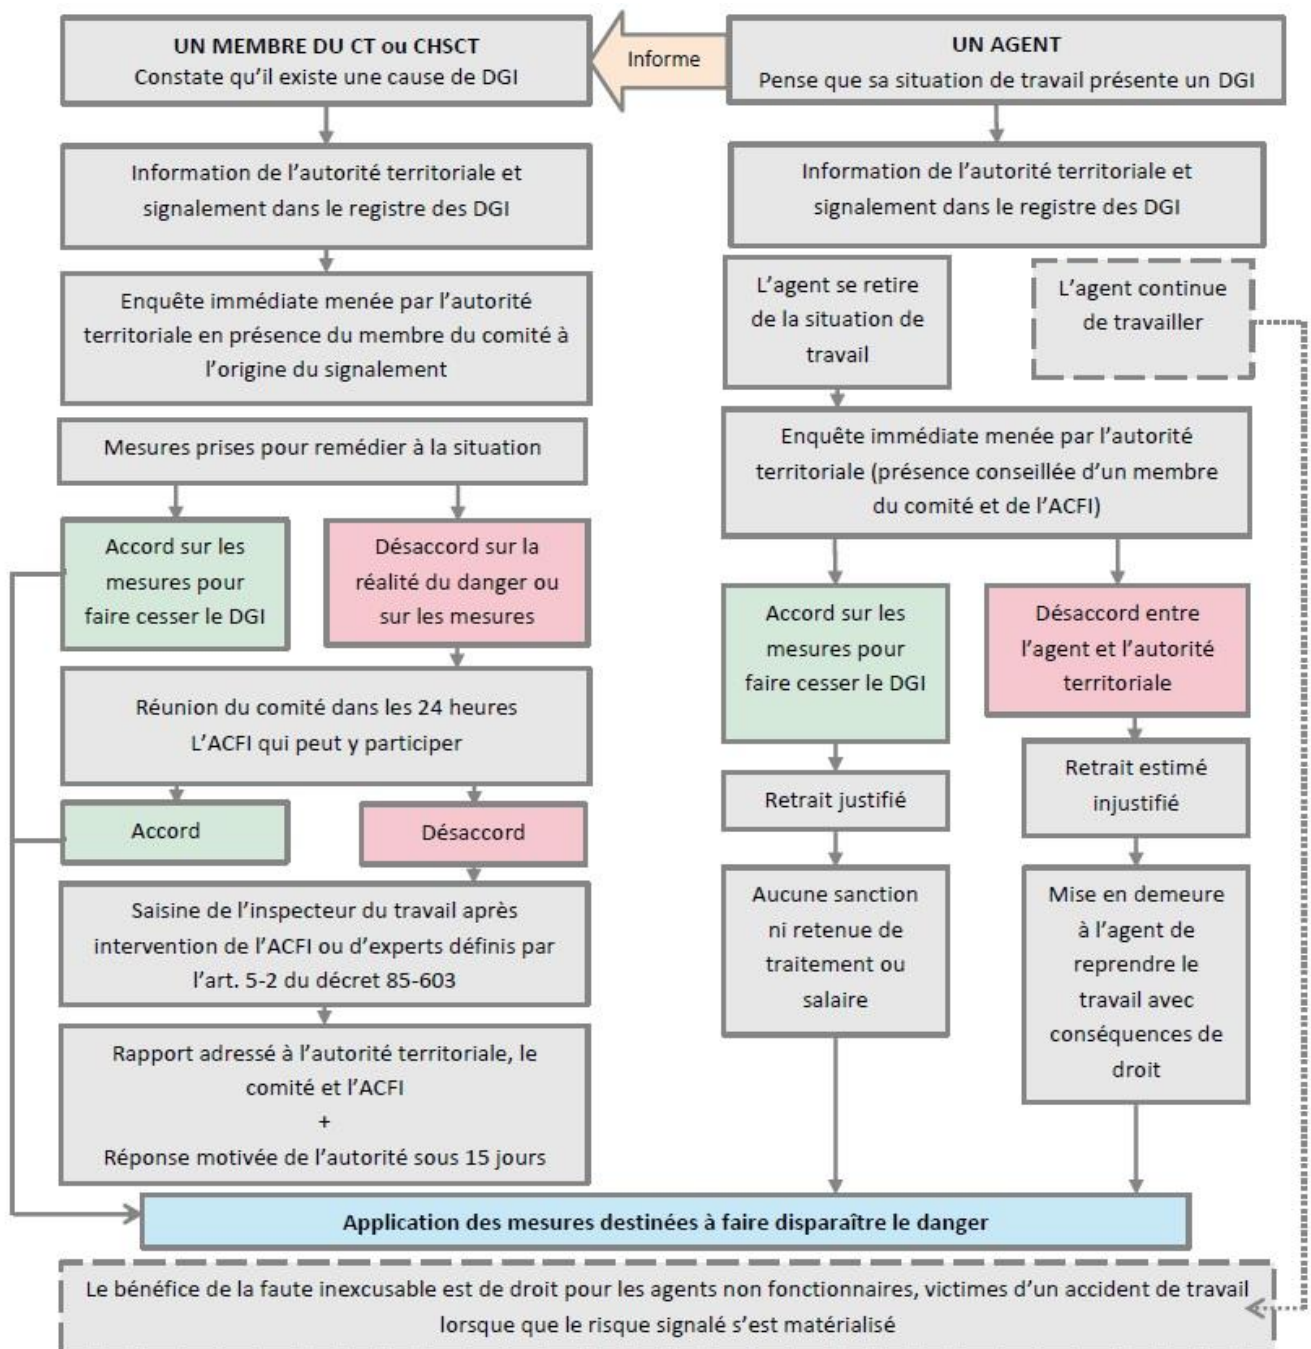 UN MEMBRE DU CT ou CHSCT
Constate qu'il existe une cause de DGI
Informe
UN AGENT
Pense que sa situation de travail présente un DGI
Information de l'autorité territoriale et
signalement dans le registre des DGI
Enquête immédiate menée par l'autorité
territoriale en présence du membre du comité à
l'origine du signalement
Mesures prises pour remédier à la situation
Accord sur les
mesures pour
faire cesser le DGI
Désaccord sur la
réalité du danger ou
sur les mesures
Réunion du comité dans les 24 heures
L'ACFI qui peut y participer
Accord
Désaccord
Saisine de l'inspecteur du travail après
intervention de l'ACFI ou d'experts définis par
l'art. 5-2 du décret 85-603
Rapport adressé à l'autorité territoriale, le
comité et l'ACFI
+
Réponse motivée de l'autorité sous 15 jours
Information de l'autorité territoriale et
signalement dans le registre des DGI
L'agent se retire
de la situation de
travail
L'agent continue
de travailler
Enquête immédiate menée par l'autorité
territoriale (présence conseillée d'un membre
du comité et de l'ACFI)
Accord sur les
mesures pour
faire cesser le DGI
Désaccord entre
l'agent et l'autorité
territoriale
Retrait justifié
Retrait estimé
injustifié
Aucune sanction
ni retenue de
traitement ou
salaire
Mise en demeure
à l'agent de
reprendre le
travail avec
conséquences de
droit
Application des mesures destinées à faire disparaître le danger
Le bénéfice de la faute inexcusable est de droit pour les agents non fonctionnaires, victimes d'un accident de travail
lorsque que le risque signalé s'est matérialisé